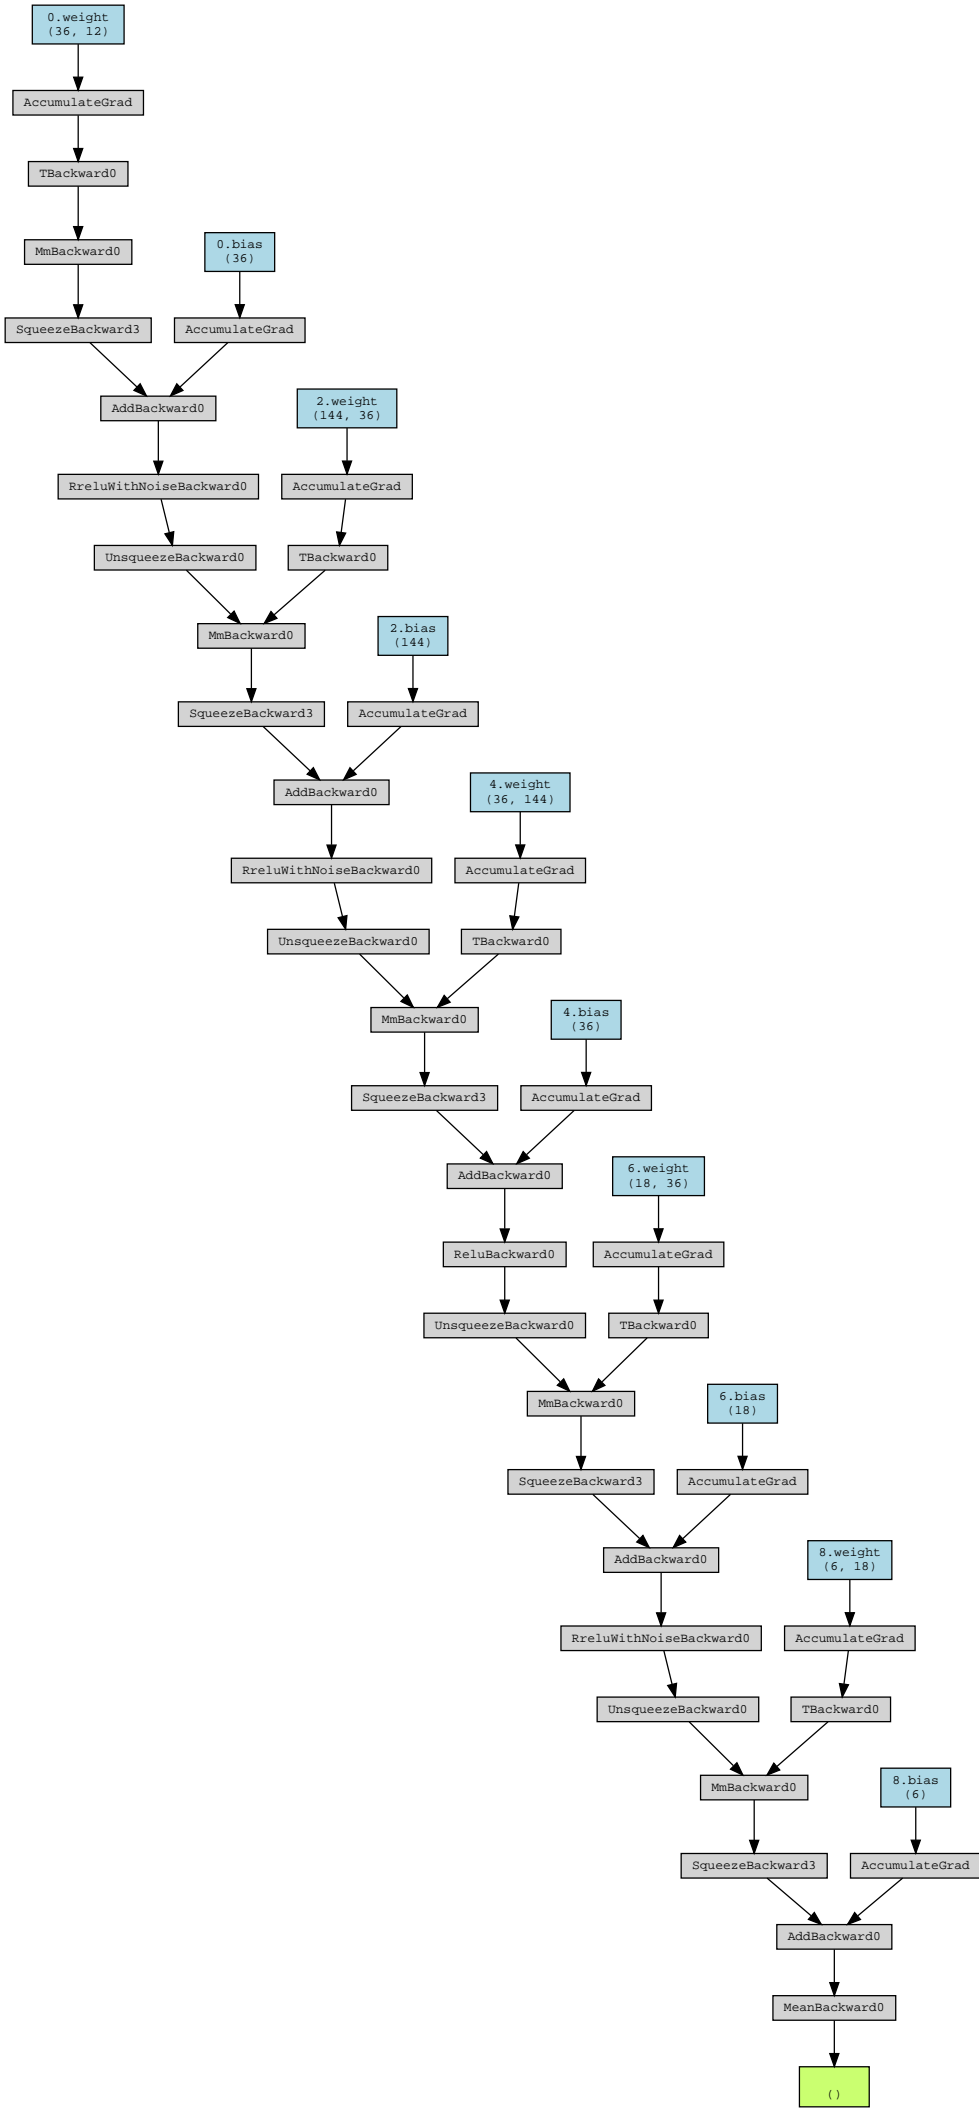 0.weight
(36, 12)
AccumulateGrad
TBackward0
MmBackward0
0.bias
(36)
SqueezeBackward3
AccumulateGrad
AddBackward0
2.weight
(144, 36)
RreluWithNoiseBackward0
AccumulateGrad
UnsqueezeBackward0
TBackward0
MmBackward0
2.bias
(144)
SqueezeBackward3
AccumulateGrad
AddBackward0
4.weight
(36, 144)
RreluWithNoiseBackward0
AccumulateGrad
UnsqueezeBackward0
TBackward0
MmBackward0
4.bias
(36)
SqueezeBackward3
AccumulateGrad
AddBackward0
6.weight
(18, 36)
ReluBackward0
AccumulateGrad
UnsqueezeBackward0
TBackward0
MmBackward0
6.bias
(18)
SqueezeBackward3
AccumulateGrad
AddBackward0
8.weight
(6, 18)
RreluWithNoiseBackward0
AccumulateGrad
UnsqueezeBackward0
TBackward0
MmBackward0
8.bias
(6)
SqueezeBackward3
AccumulateGrad
AddBackward0
MeanBackward0
()